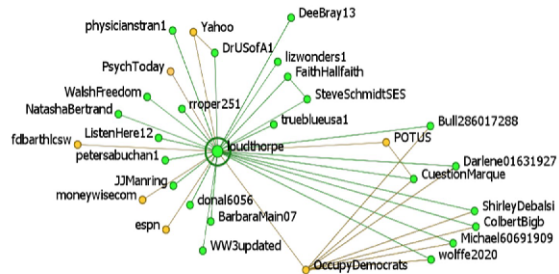 DeeBray13
physicianstran1
Yahoo
DrUSofA1
lizwonders1
PsychToday
FaithHallfaith
WalshFreedom
SteveSchmidtSES
rroper251
NatashaBertrand
trueblueusa1
Bull286017288
ListenHere12
POTUS
fdbarthlcsw
loudthorpe
petersabuchan1
Darlene01631927
CuestionMarque
JJManring
moneywisecom
donal6056
ShirleyDebalsi
BarbaraMain07
ColbertBigb
espn
Michael60691909
WW3updated
wolffe2020
OccupyDemocrats